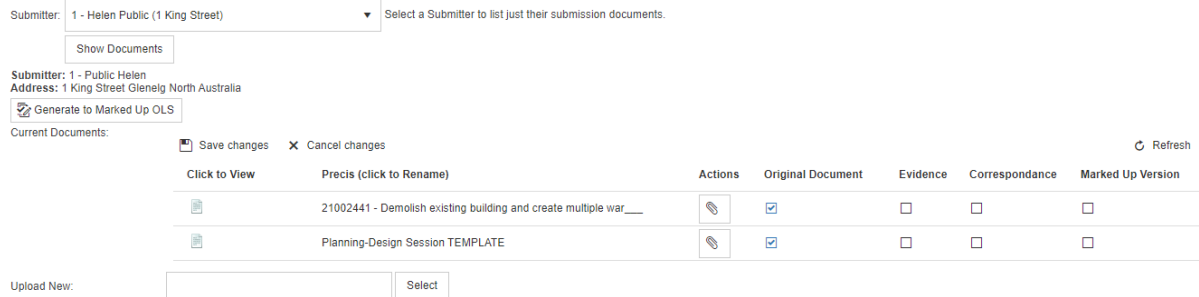 Submitter: 1 - Helen Public (1 King Street) Select a Submitter to list just their submission documents.
Show Documents
Submitter: 1 - Public Helen
Address: 1 King Street Glenelg North Australia
Generate to Marked Up OLS
Current Documents:
Save changes Cancel changes Refresh
Click to View Precis (click to Rename) Actions Original Document Evidence Correspondance Marked Up Version
21002441 - Demolish existing building and create multiple war___
Planning-Design Session TEMPLATE
Upload New: Select